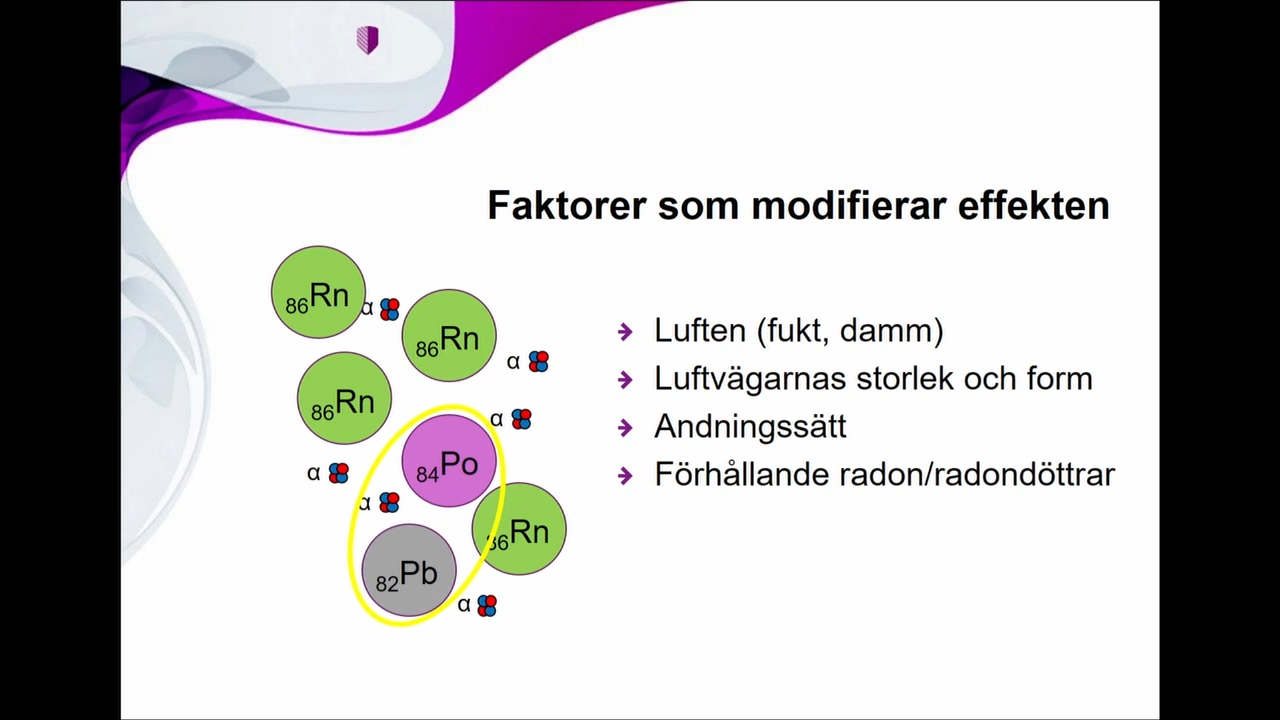 Faktorer som modifierar effekten
86Rn
α
86Rn
α
86Rn
α
84Po
α
α
86Rn
82Pb
α
Luften (fukt, damm)
Luftvägarnas storlek och form
Andningssätt
Förhållande radon/radondöttrar